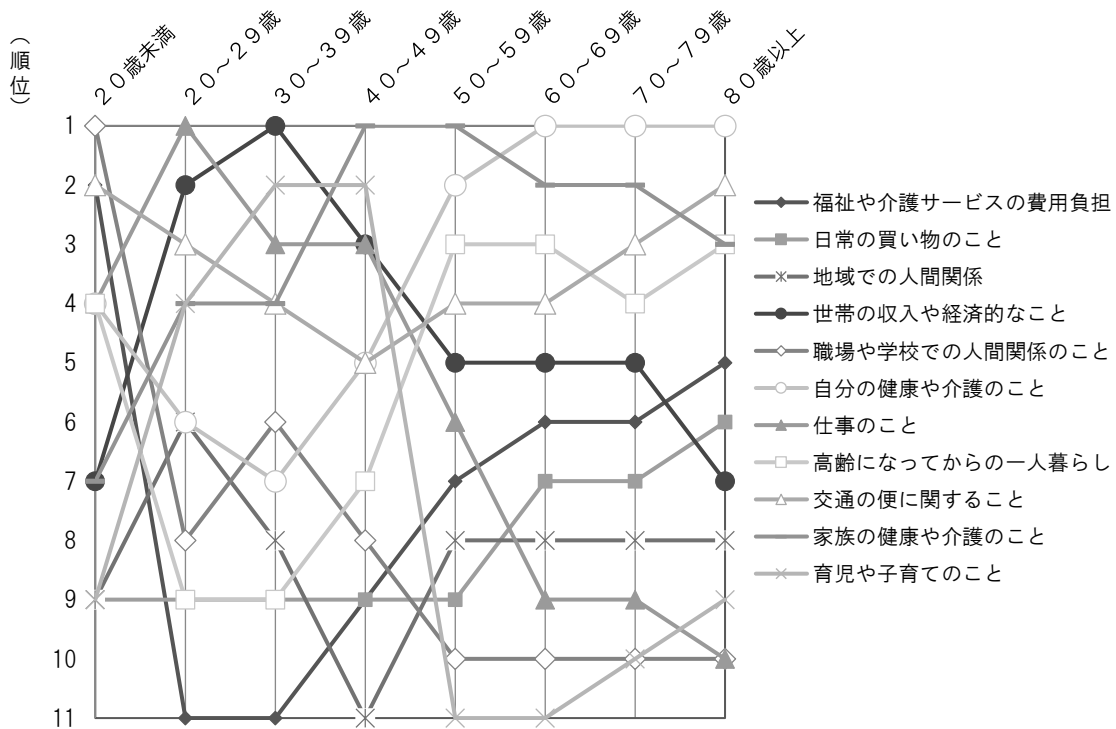 （順位）
２０歳未満
２０～２９歳
３０～３９歳
４０～４９歳
５０～５９歳
６０～６９歳
７０～７９歳
８０歳以上
1
2
3
4
5
6
7
8
9
10
11
福祉や介護サービスの費用負担
日常の買い物のこと
地域での人間関係
世帯の収入や経済的なこと
職場や学校での人間関係のこと
自分の健康や介護のこと
仕事のこと
高齢になってからの一人暮らし
交通の便に関すること
家族の健康や介護のこと
育児や子育てのこと